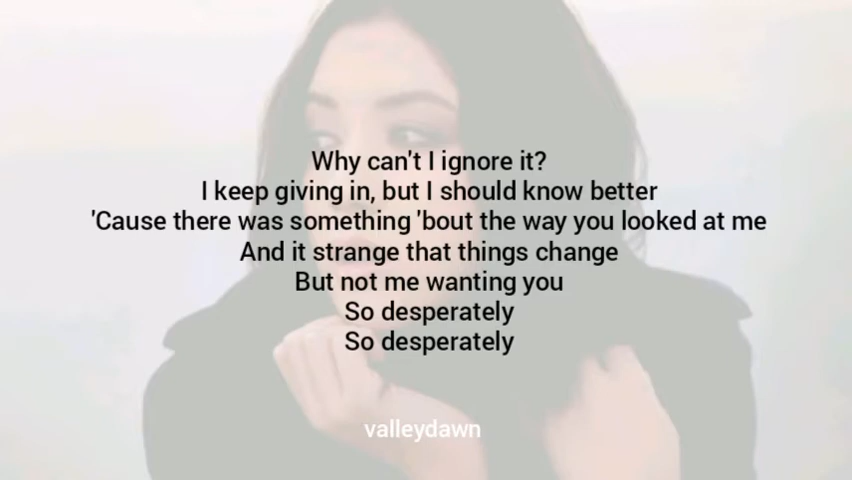 Why can't I ignore it?
I keep giving in, but I should know better
'Cause there was something 'bout the way you looked at me
And it strange that things change
But not me wanting you
So desperately
So desperately
valleydawn